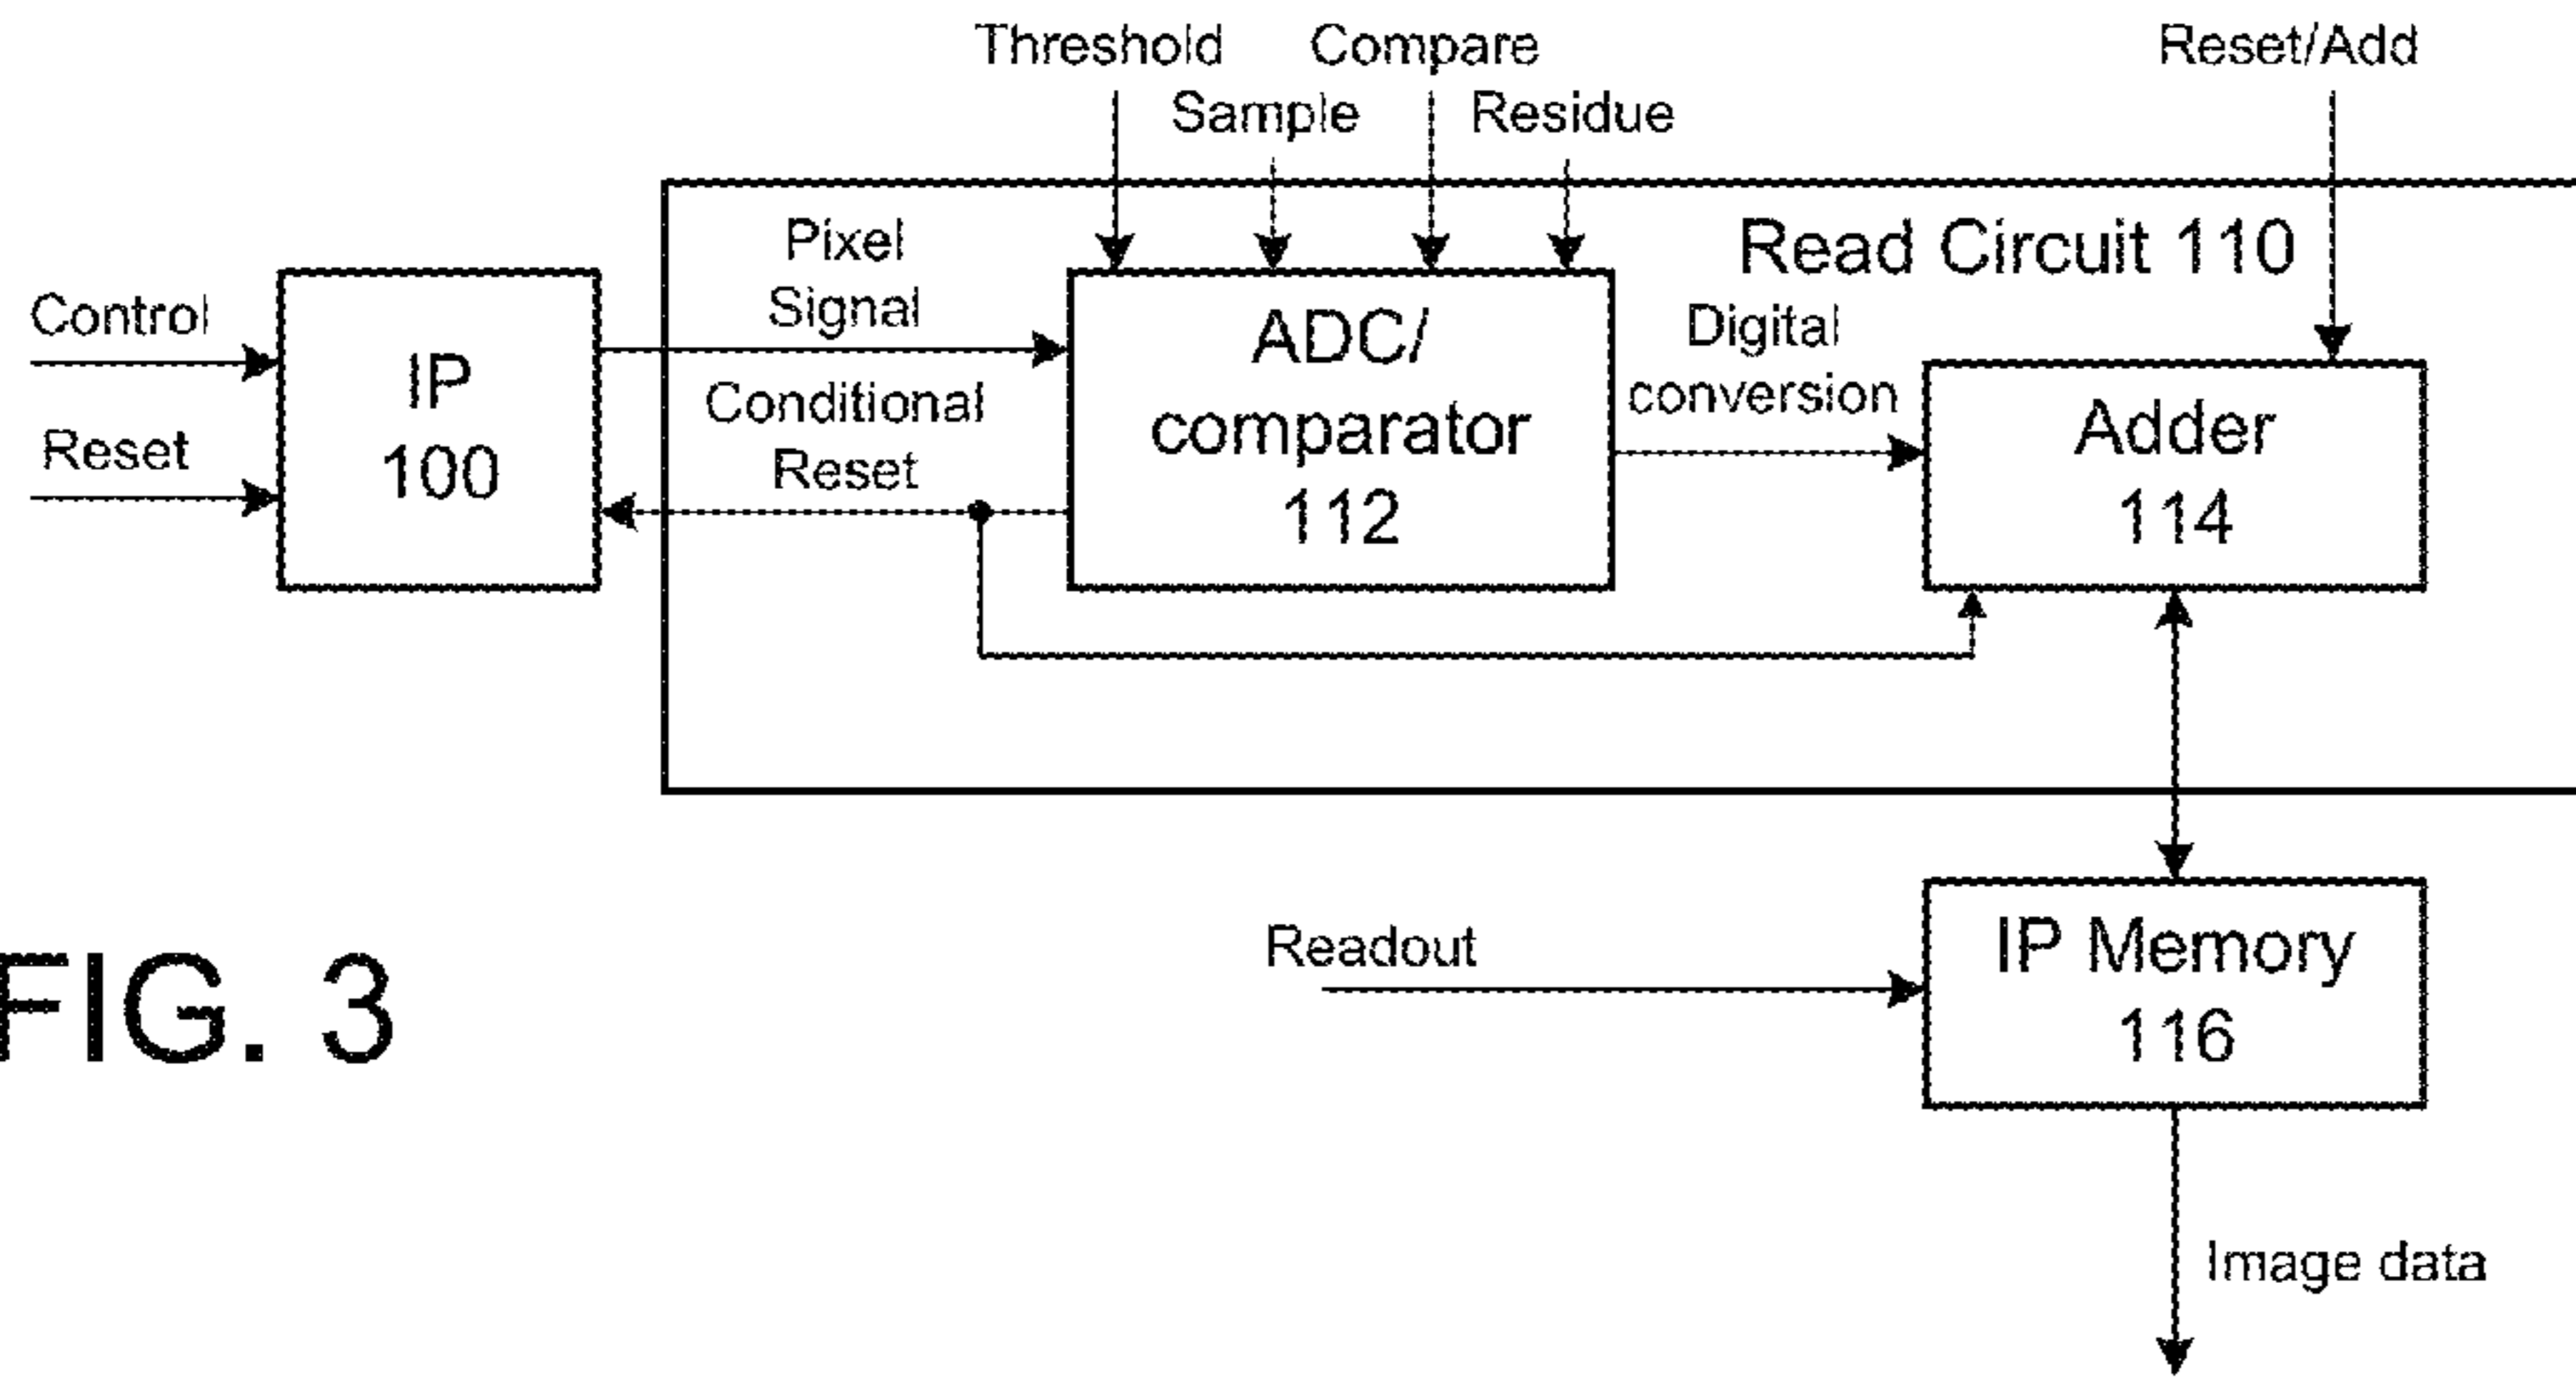 Threshold
Compare
Reset/Add
Sample
Residue
Read Circuit 110
Pixel
Signal
Control
IP
100
Reset
Conditional
Reset
ADC/
comparator
112
Digital
conversion
Adder
114
Readout
IP Memory
116
FIG. 3
Image data